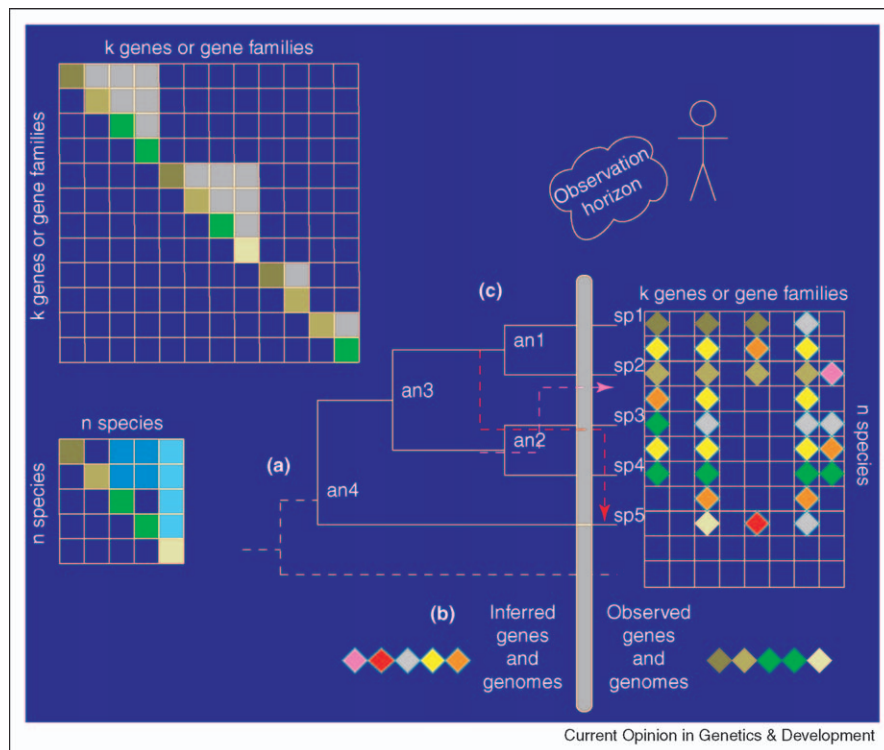 k genes or gene families
k genes or gene families
Observation
horizon
(c)
k genes or gene families
sp1
an1
sp2
an3
n species
sp3
n species
an2
(a)
sp4
n species
an4
sp5
(b)
Inferred
genes
and
genomes
Observed
genes
and
genomes
Current Opinion in Genetics & Development